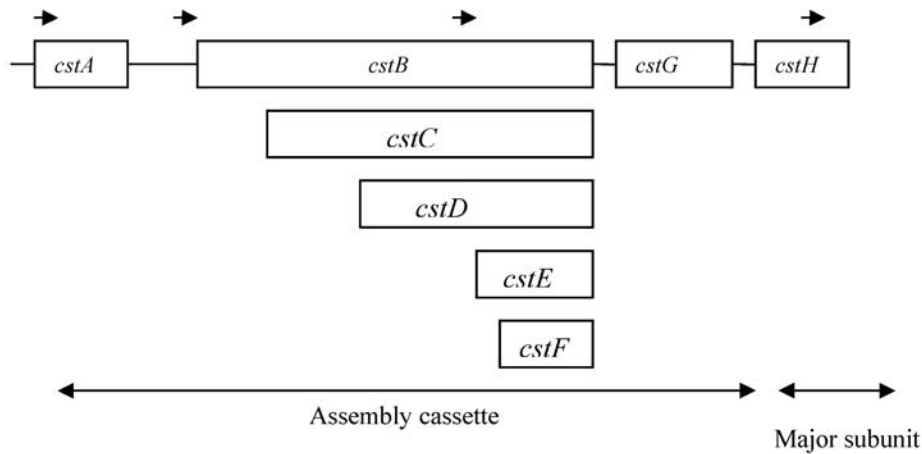 cstA cstB cstG cstH
cstC
cstD
cstE
cstF
Assembly cassette
Major subunit